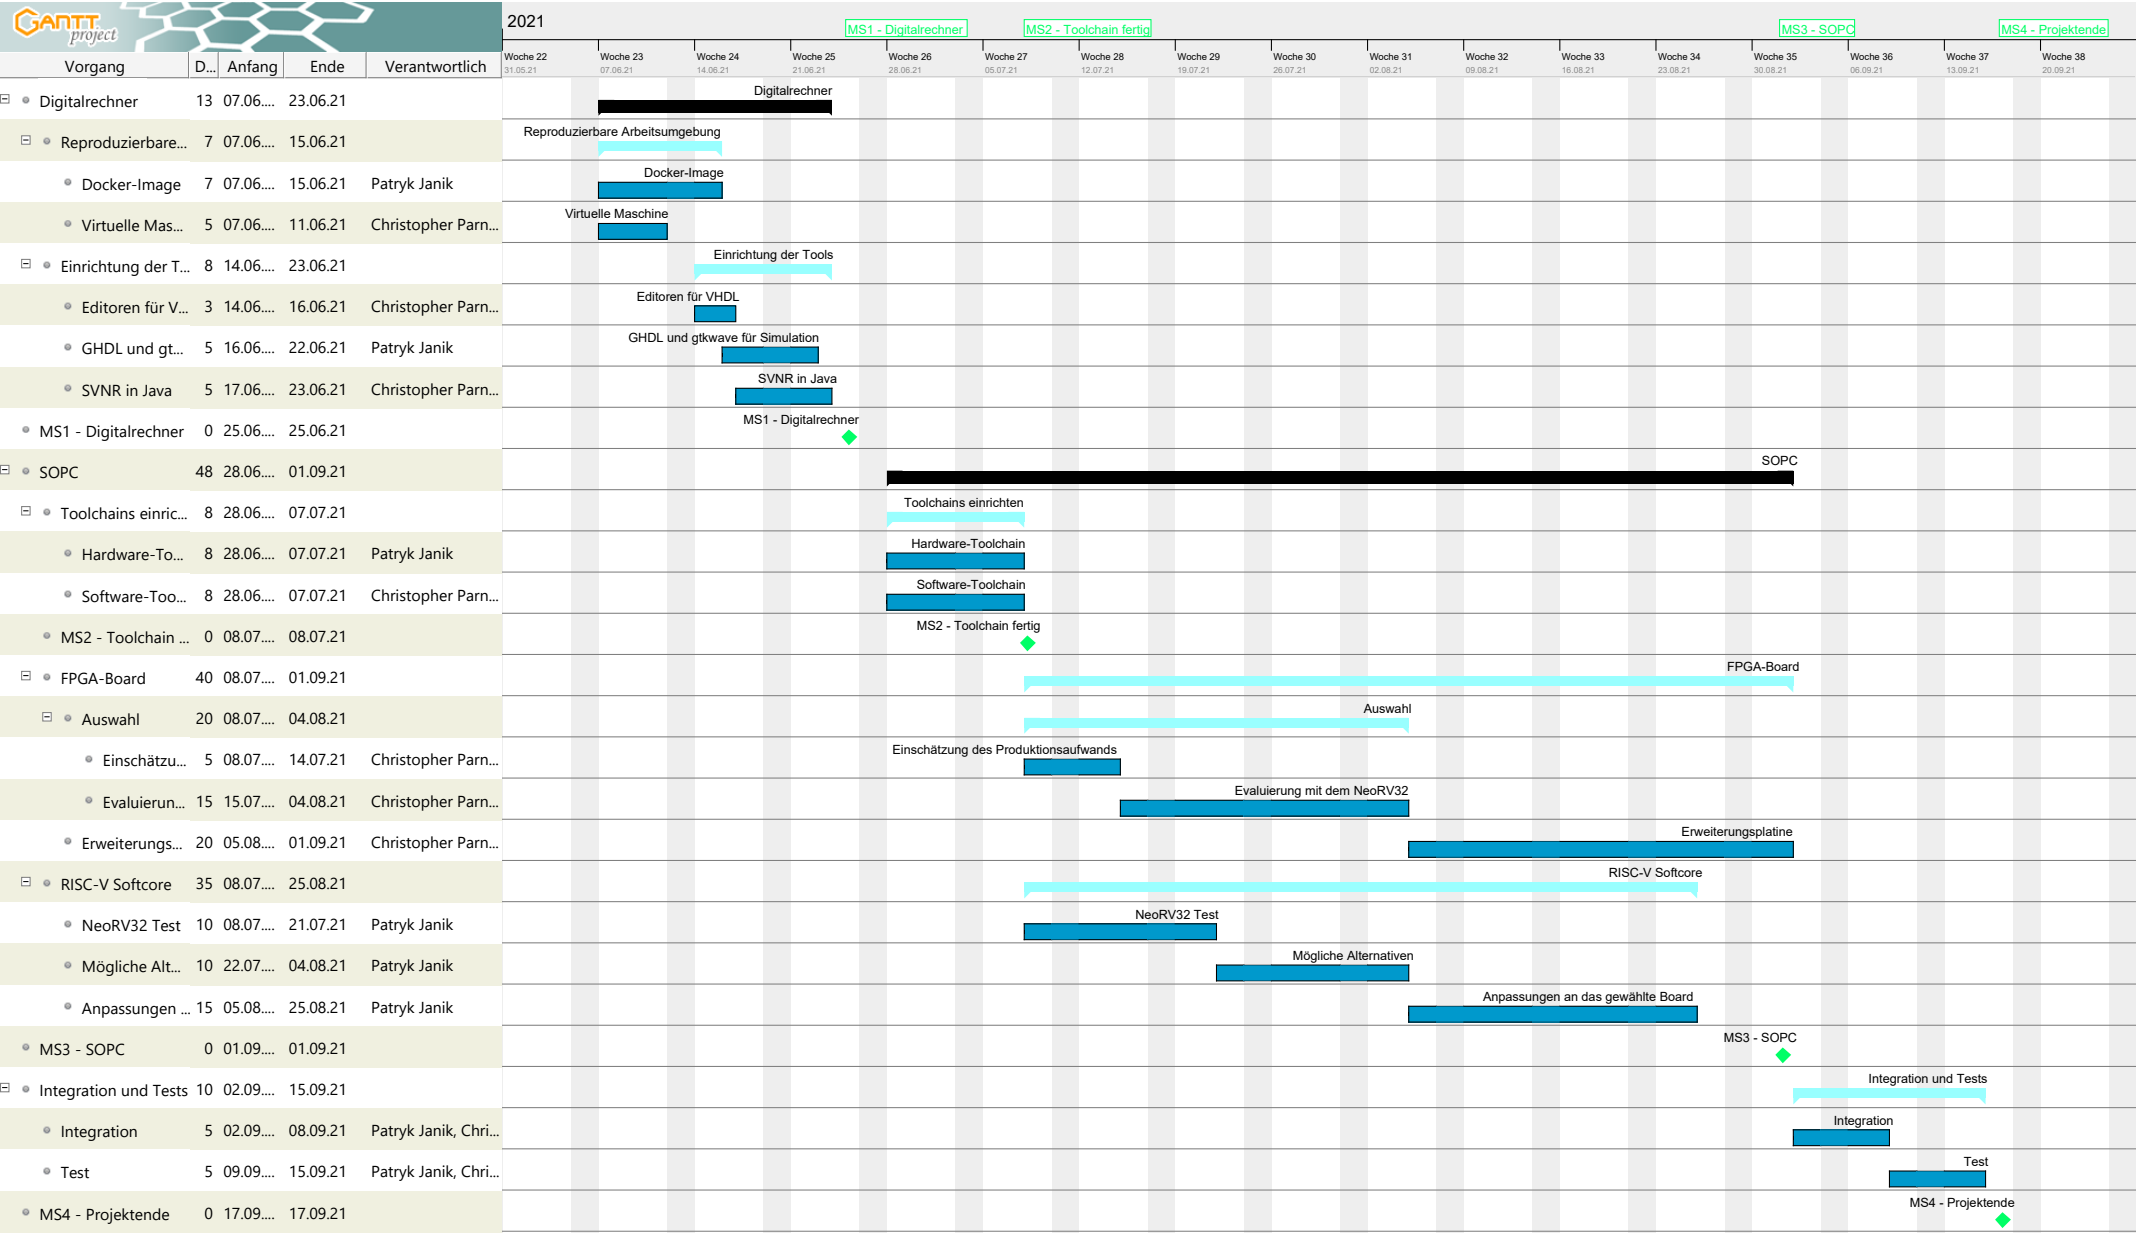 GANTT
project
2021
MS1 - Digitalrechner
MS2 - Toolchain fertig
MS3 - SOPC
MS4 - Projektende
Woche 22 Woche 23 Woche 24 Woche 25 Woche 26 Woche 27 Woche 28 Woche 29 Woche 30 Woche 31 Woche 32 Woche 33 Woche 34 Woche 35 Woche 36 Woche 37 Woche 38
31.05.21 07.06.21 14.06.21 21.06.21 28.06.21 05.07.21 12.07.21 19.07.21 26.07.21 02.08.21 09.08.21 16.08.21 23.08.21 30.08.21 06.09.21 13.09.21 20.09.21
Vorgang D... Anfang Ende Verantwortlich
Digitalrechner 13 07.06.... 23.06.21
Digitalrechner
Reproduzierbare... 7 07.06.... 15.06.21
Reproduzierbare Arbeitsumgebung
Docker-Image 7 07.06.... 15.06.21 Patryk Janik
Docker-Image
Virtuelle Mas... 5 07.06.... 11.06.21 Christopher Parn...
Virtuelle Maschine
Einrichtung der T... 8 14.06.... 23.06.21
Einrichtung der Tools
Editoren für V... 3 14.06.... 16.06.21 Christopher Parn...
Editoren für VHDL
GHDL und gt... 5 16.06.... 22.06.21 Patryk Janik
GHDL und gtkwave für Simulation
SVNR in Java 5 17.06.... 23.06.21 Christopher Parn...
SVNR in Java
MS1 - Digitalrechner 0 25.06.... 25.06.21
MS1 - Digitalrechner
SOPC 48 28.06.... 01.09.21
SOPC
Toolchains einric... 8 28.06.... 07.07.21
Toolchains einrichten
Hardware-To... 8 28.06.... 07.07.21 Patryk Janik
Hardware-Toolchain
Software-Too... 8 28.06.... 07.07.21 Christopher Parn...
Software-Toolchain
MS2 - Toolchain ... 0 08.07.... 08.07.21
MS2 - Toolchain fertig
FPGA-Board 40 08.07.... 01.09.21
FPGA-Board
Auswahl 20 08.07.... 04.08.21
Auswahl
Einschätzu... 5 08.07.... 14.07.21 Christopher Parn...
Einschätzung des Produktionsaufwands
Evaluierun... 15 15.07.... 04.08.21 Christopher Parn...
Evaluierung mit dem NeoRV32
Erweiterungs... 20 05.08.... 01.09.21 Christopher Parn...
Erweiterungsplatine
RISC-V Softcore 35 08.07.... 25.08.21
RISC-V Softcore
NeoRV32 Test 10 08.07.... 21.07.21 Patryk Janik
NeoRV32 Test
Mögliche Alt... 10 22.07.... 04.08.21 Patryk Janik
Mögliche Alternativen
Anpassungen ... 15 05.08.... 25.08.21 Patryk Janik
Anpassungen an das gewählte Board
MS3 - SOPC 0 01.09.... 01.09.21
MS3 - SOPC
Integration und Tests 10 02.09.... 15.09.21
Integration und Tests
Integration 5 02.09.... 08.09.21 Patryk Janik, Chri...
Integration
Test 5 09.09.... 15.09.21 Patryk Janik, Chri...
Test
MS4 - Projektende 0 17.09.... 17.09.21
MS4 - Projektende